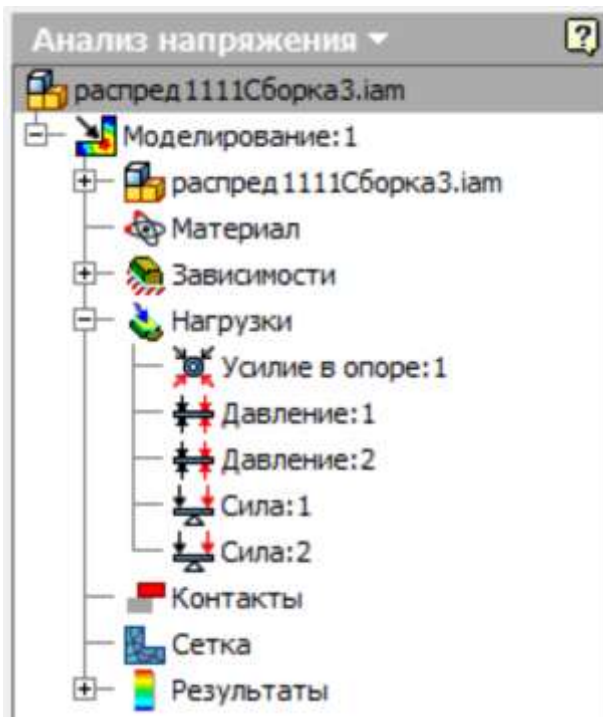 Анализ напряжения
распред1111Сборка3.iam
Моделирование:1
распред1111Сборка3.iam
Материал
Зависимости
Нагрузки
Усилие в опоре:1
Давление:1
Давление:2
Сила:1
Сила:2
Контакты
Сетка
Результаты